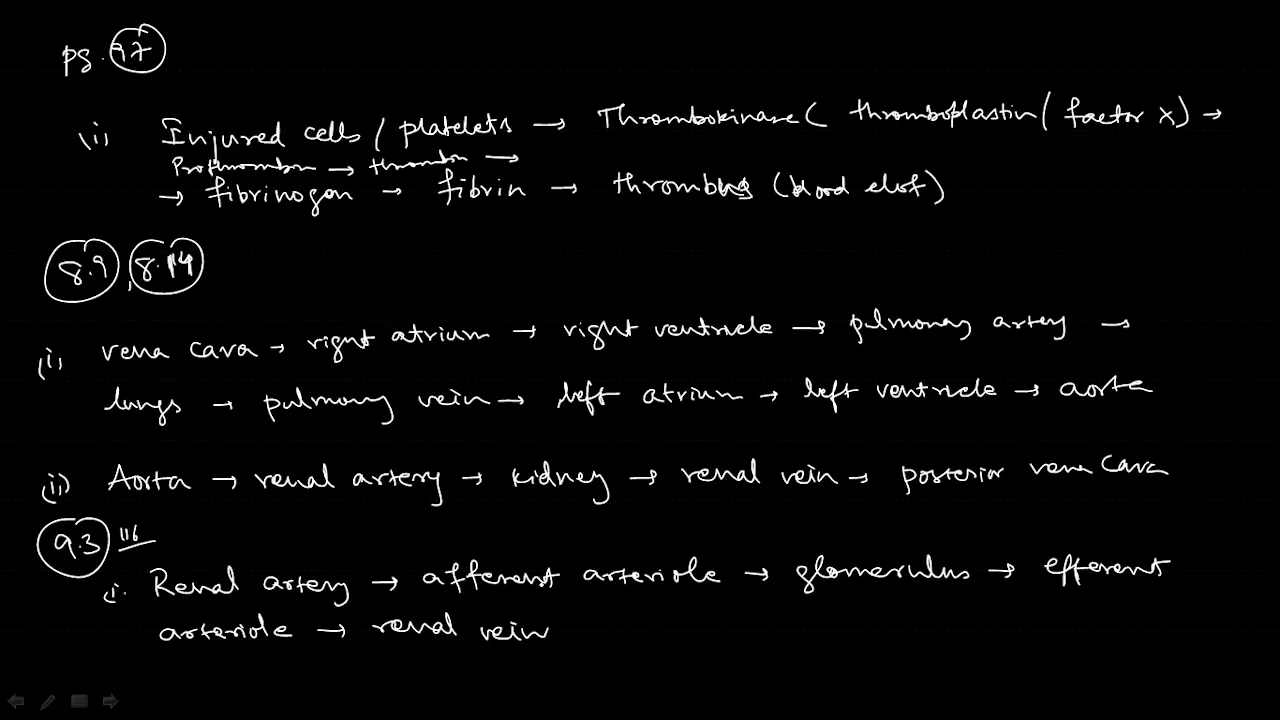 Pg. 97
(i) Injured cells / platelets → Thrombokinase ( thromboplastin ( factor X) →
Prothrombin → thrombin →
→ fibrinogen → fibrin → thrombus (blood clot)
8.9, 8.14
(i) vena cava → right atrium → right ventricle → pulmonary artery →
lungs → pulmonary vein → left atrium → left ventricle → aorta
(ii) Aorta → renal artery → kidney → renal vein → posterior vena cava
9.3 116
i. Renal artery → afferent arteriole → glomerulus → efferent
arteriole → renal vein